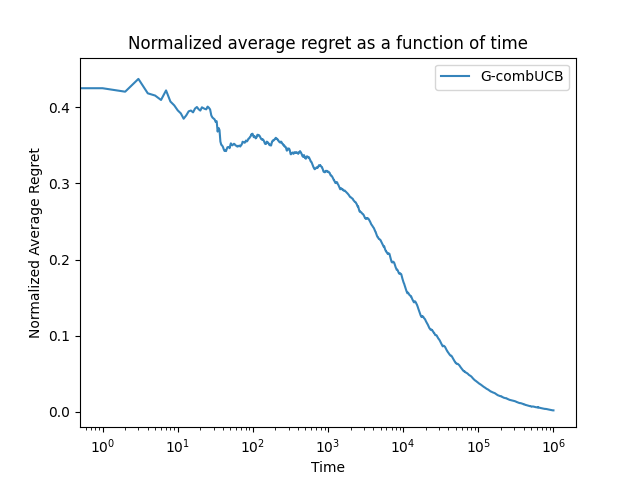 Normalized average regret as a function of time
G-combUCB
Normalized Average Regret
0.4
0.3
0.2
0.1
0.0
10⁰ 10¹ 10² 10³ 10⁴ 10⁵ 10⁶
Time